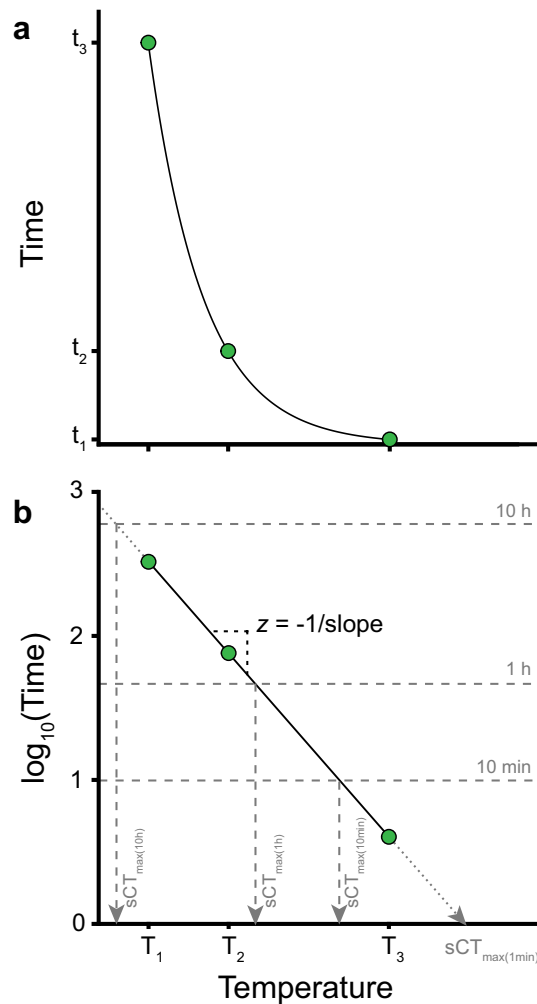 a
t3
Time
t2
t1
b
3
10 h
z = -1/slope
2
log10(Time)
1 h
10 min
1
sCTmax(10h)
sCTmax(1h)
sCTmax(10min)
0
T1 T2 T3 sCTmax(1min)
Temperature